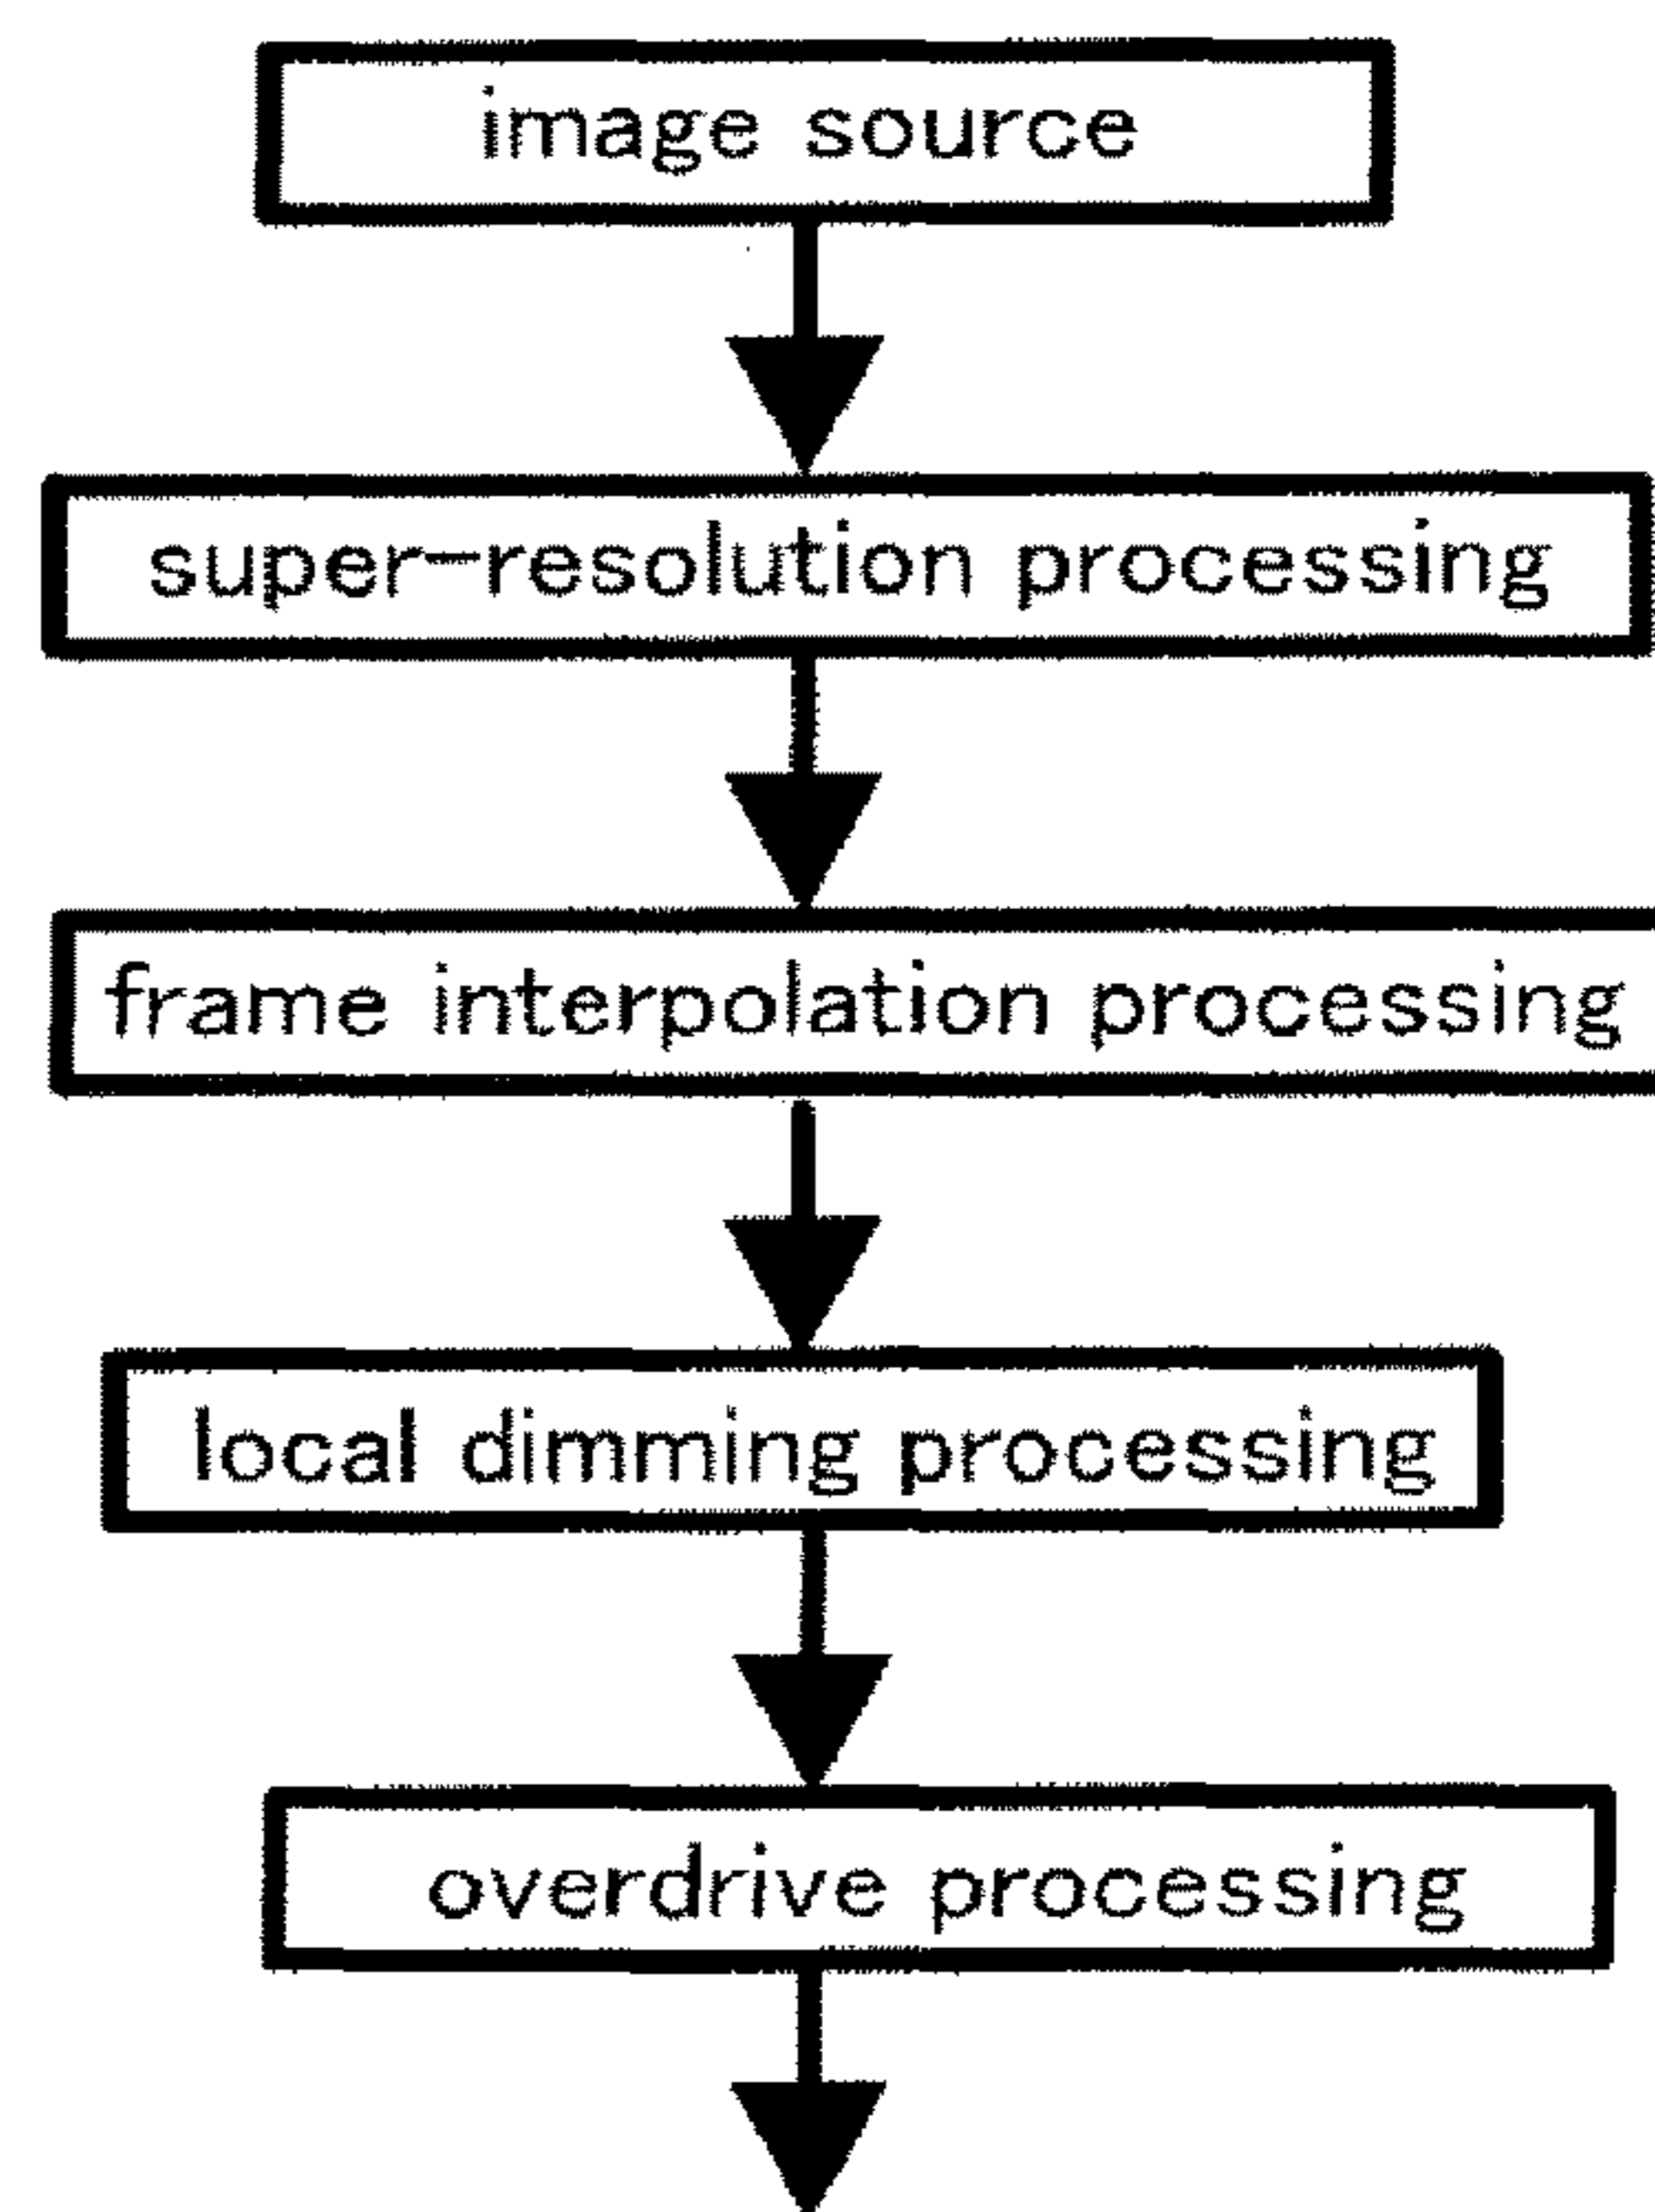 image source
super-resolution processing
frame interpolation processing
local dimming processing
overdrive processing